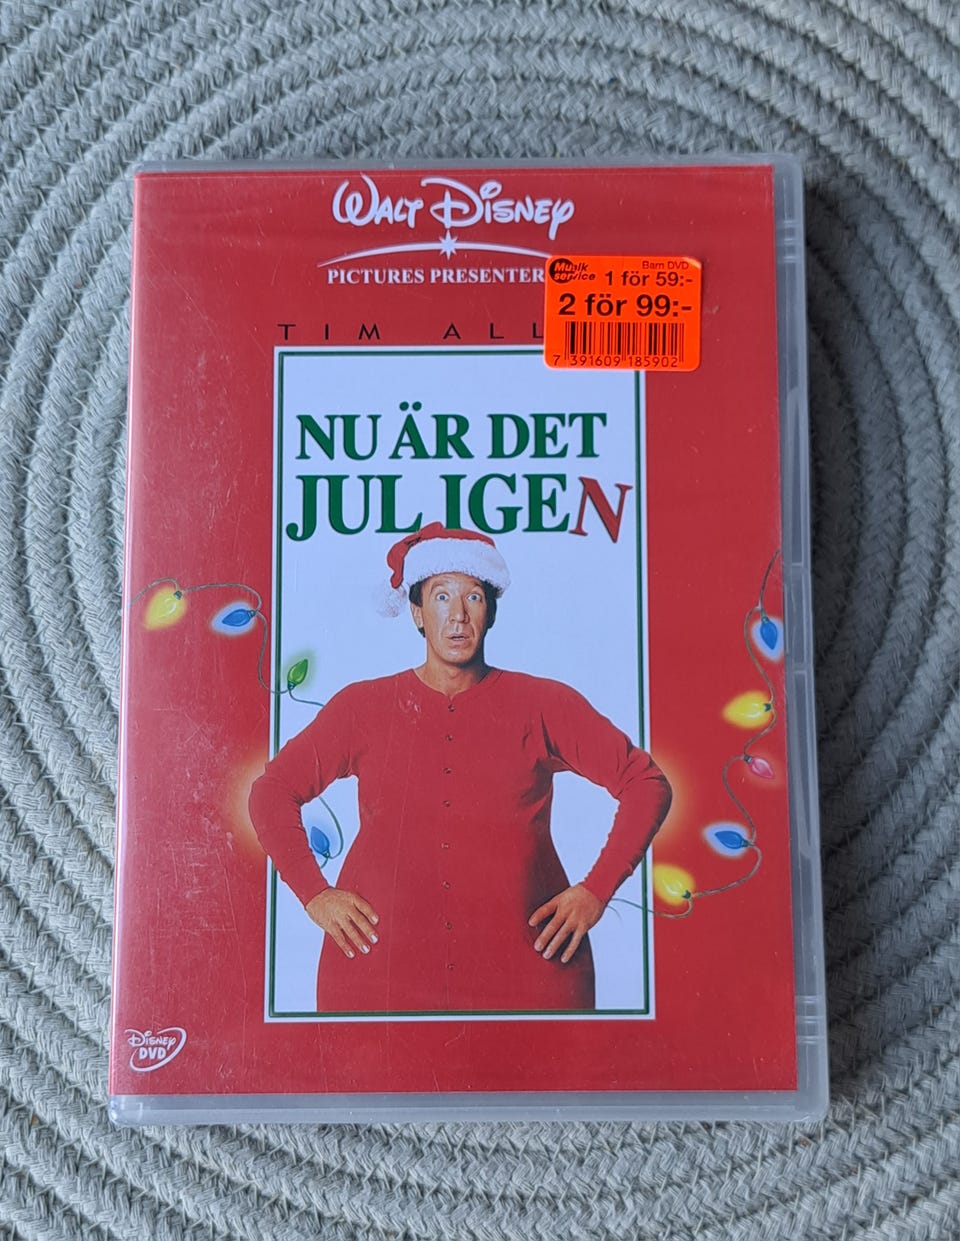 WALT DISNEY
PICTURES PRESENTER
Musik service
Barn DVD
1 för 59:-
2 för 99:-
7 391609 185902
TIM ALL
NU ÄR DET
JUL IGEN
DISNEY
DVD